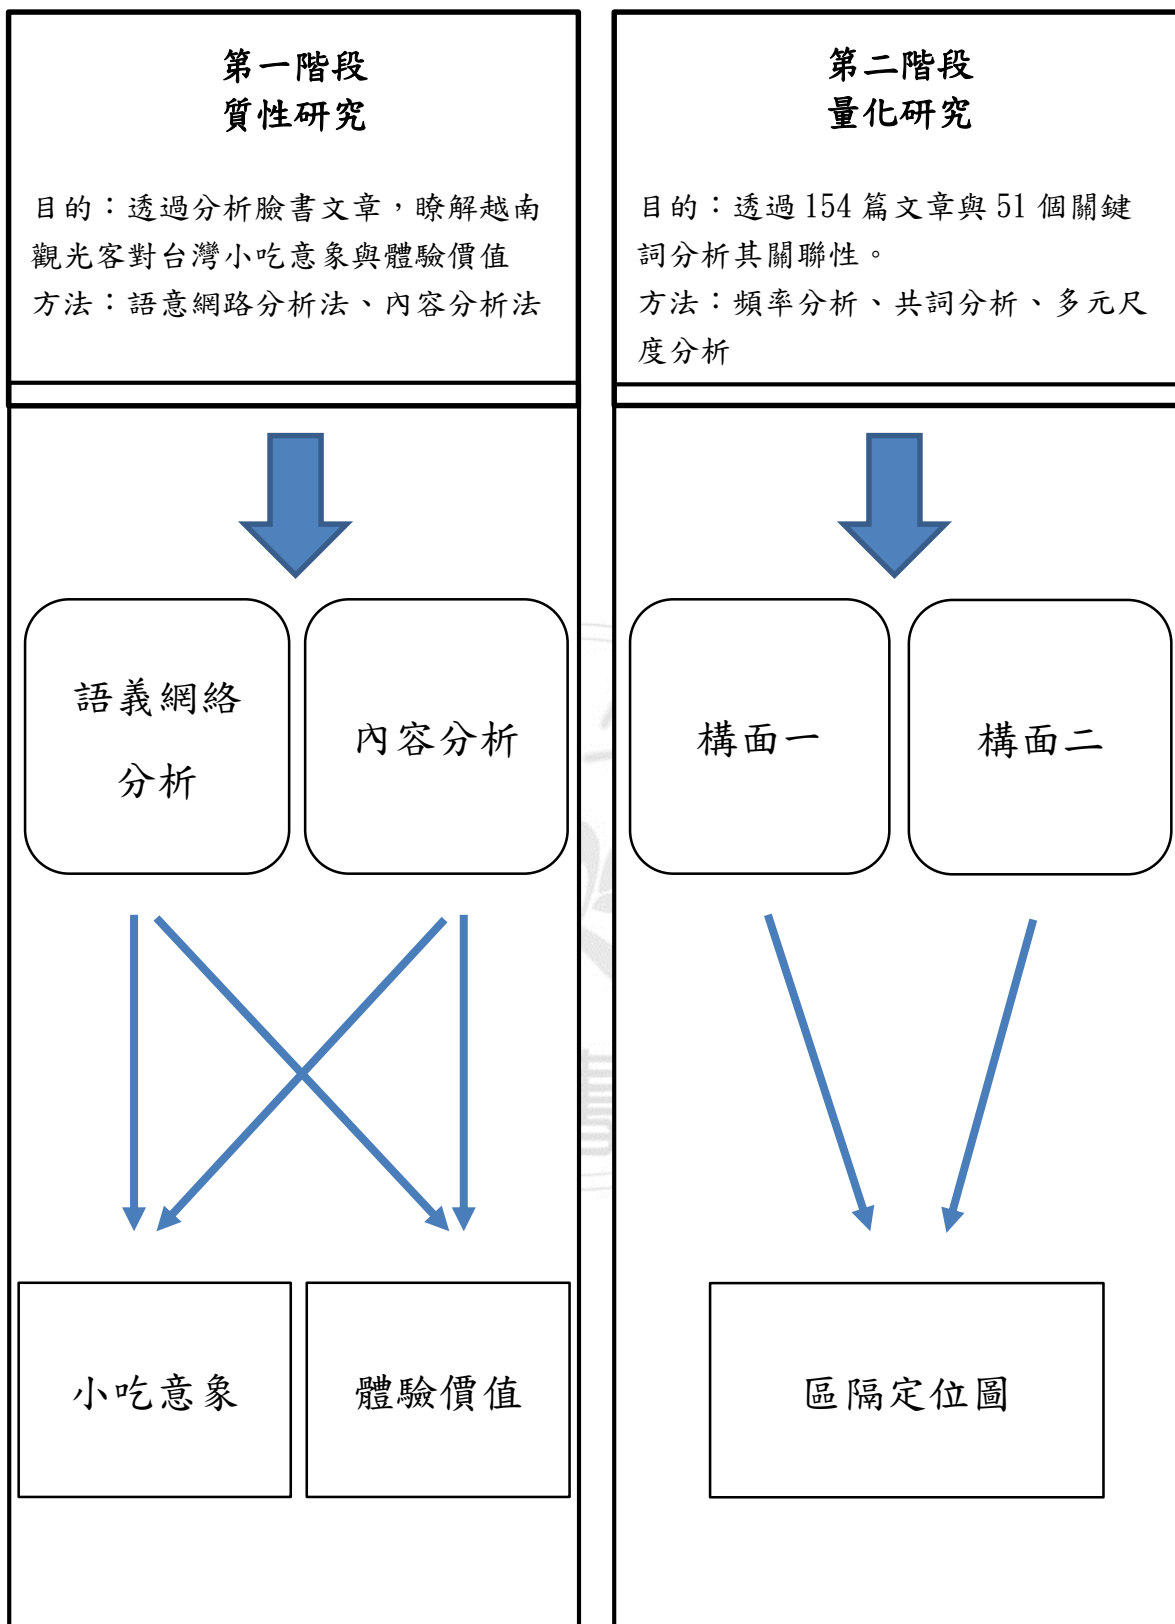 第一階段
質性研究
目的：透過分析臉書文章，瞭解越南
觀光客對台灣小吃意象與體驗價值
方法：語意網路分析法、內容分析法
語義網絡
分析
內容分析
小吃意象
體驗價值
第二階段
量化研究
目的：透過 154 篇文章與 51 個關鍵
詞分析其關聯性。
方法：頻率分析、共詞分析、多元尺
度分析
構面一
構面二
區隔定位圖